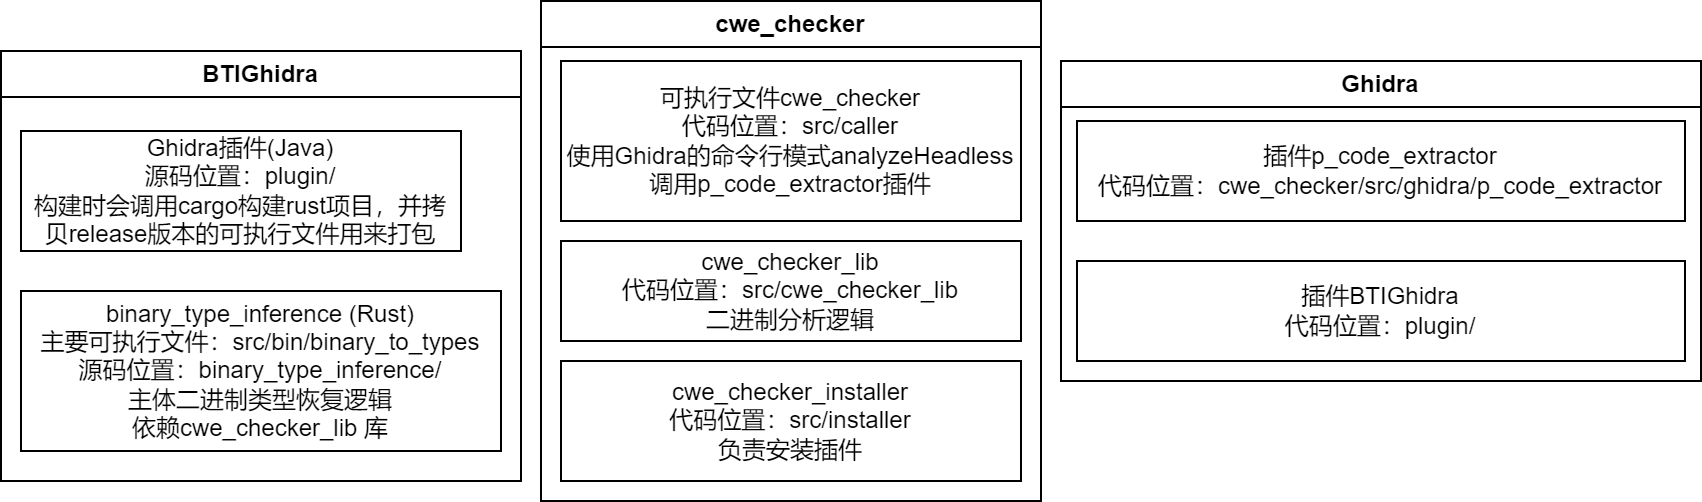 BTIGhidra
Ghidra插件(Java)
源码位置：plugin/
构建时会调用cargo构建rust项目，并拷
贝release版本的可执行文件用来打包
binary_type_inference (Rust)
主要可执行文件：src/bin/binary_to_types
源码位置：binary_type_inference/
主体二进制类型恢复逻辑
依赖cwe_checker_lib 库
cwe_checker
可执行文件cwe_checker
代码位置：src/caller
使用Ghidra的命令行模式analyzeHeadless
调用p_code_extractor插件
cwe_checker_lib
代码位置：src/cwe_checker_lib
二进制分析逻辑
cwe_checker_installer
代码位置：src/installer
负责安装插件
Ghidra
插件p_code_extractor
代码位置：cwe_checker/src/ghidra/p_code_extractor
插件BTIGhidra
代码位置：plugin/